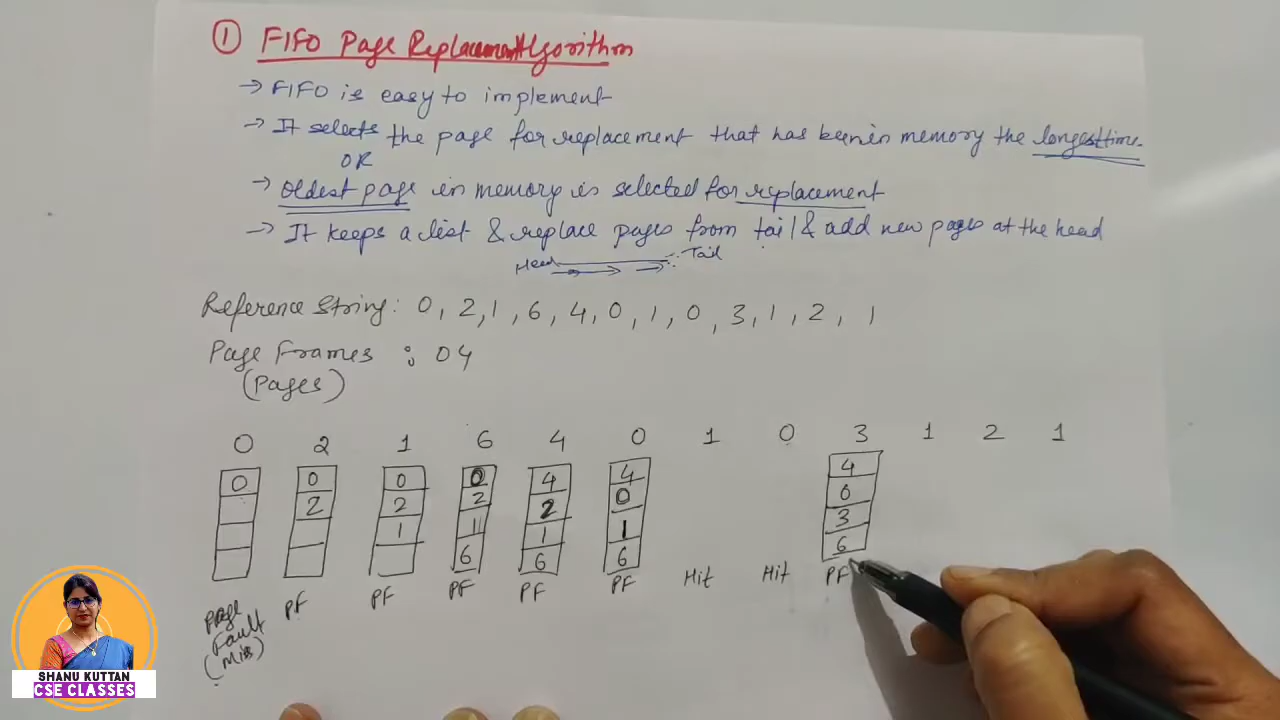 ① FIFO Page Replacement Algorithm
→ FIFO is easy to implement
→ It selects the page for replacement that has been in memory the longest time.
OR
→ Oldest page in memory is selected for replacement
→ It keeps a list & replace pages from tail & add new pages at the head
Head Tail
Reference String: 0, 2, 1, 6, 4, 0, 1, 0, 3, 1, 2, 1
Page Frames : 04
(Pages)
0 2 1 6 4 0 1 0 3 1 2 1
0 0 0 0 4 4 4
2 2 2 2 0 0
1 1 1 1 3
6 6 6 6
Page Fault (Miss) PF PF PF PF PF Hit Hit PF
SHANU KUTTAN
CSE CLASSES